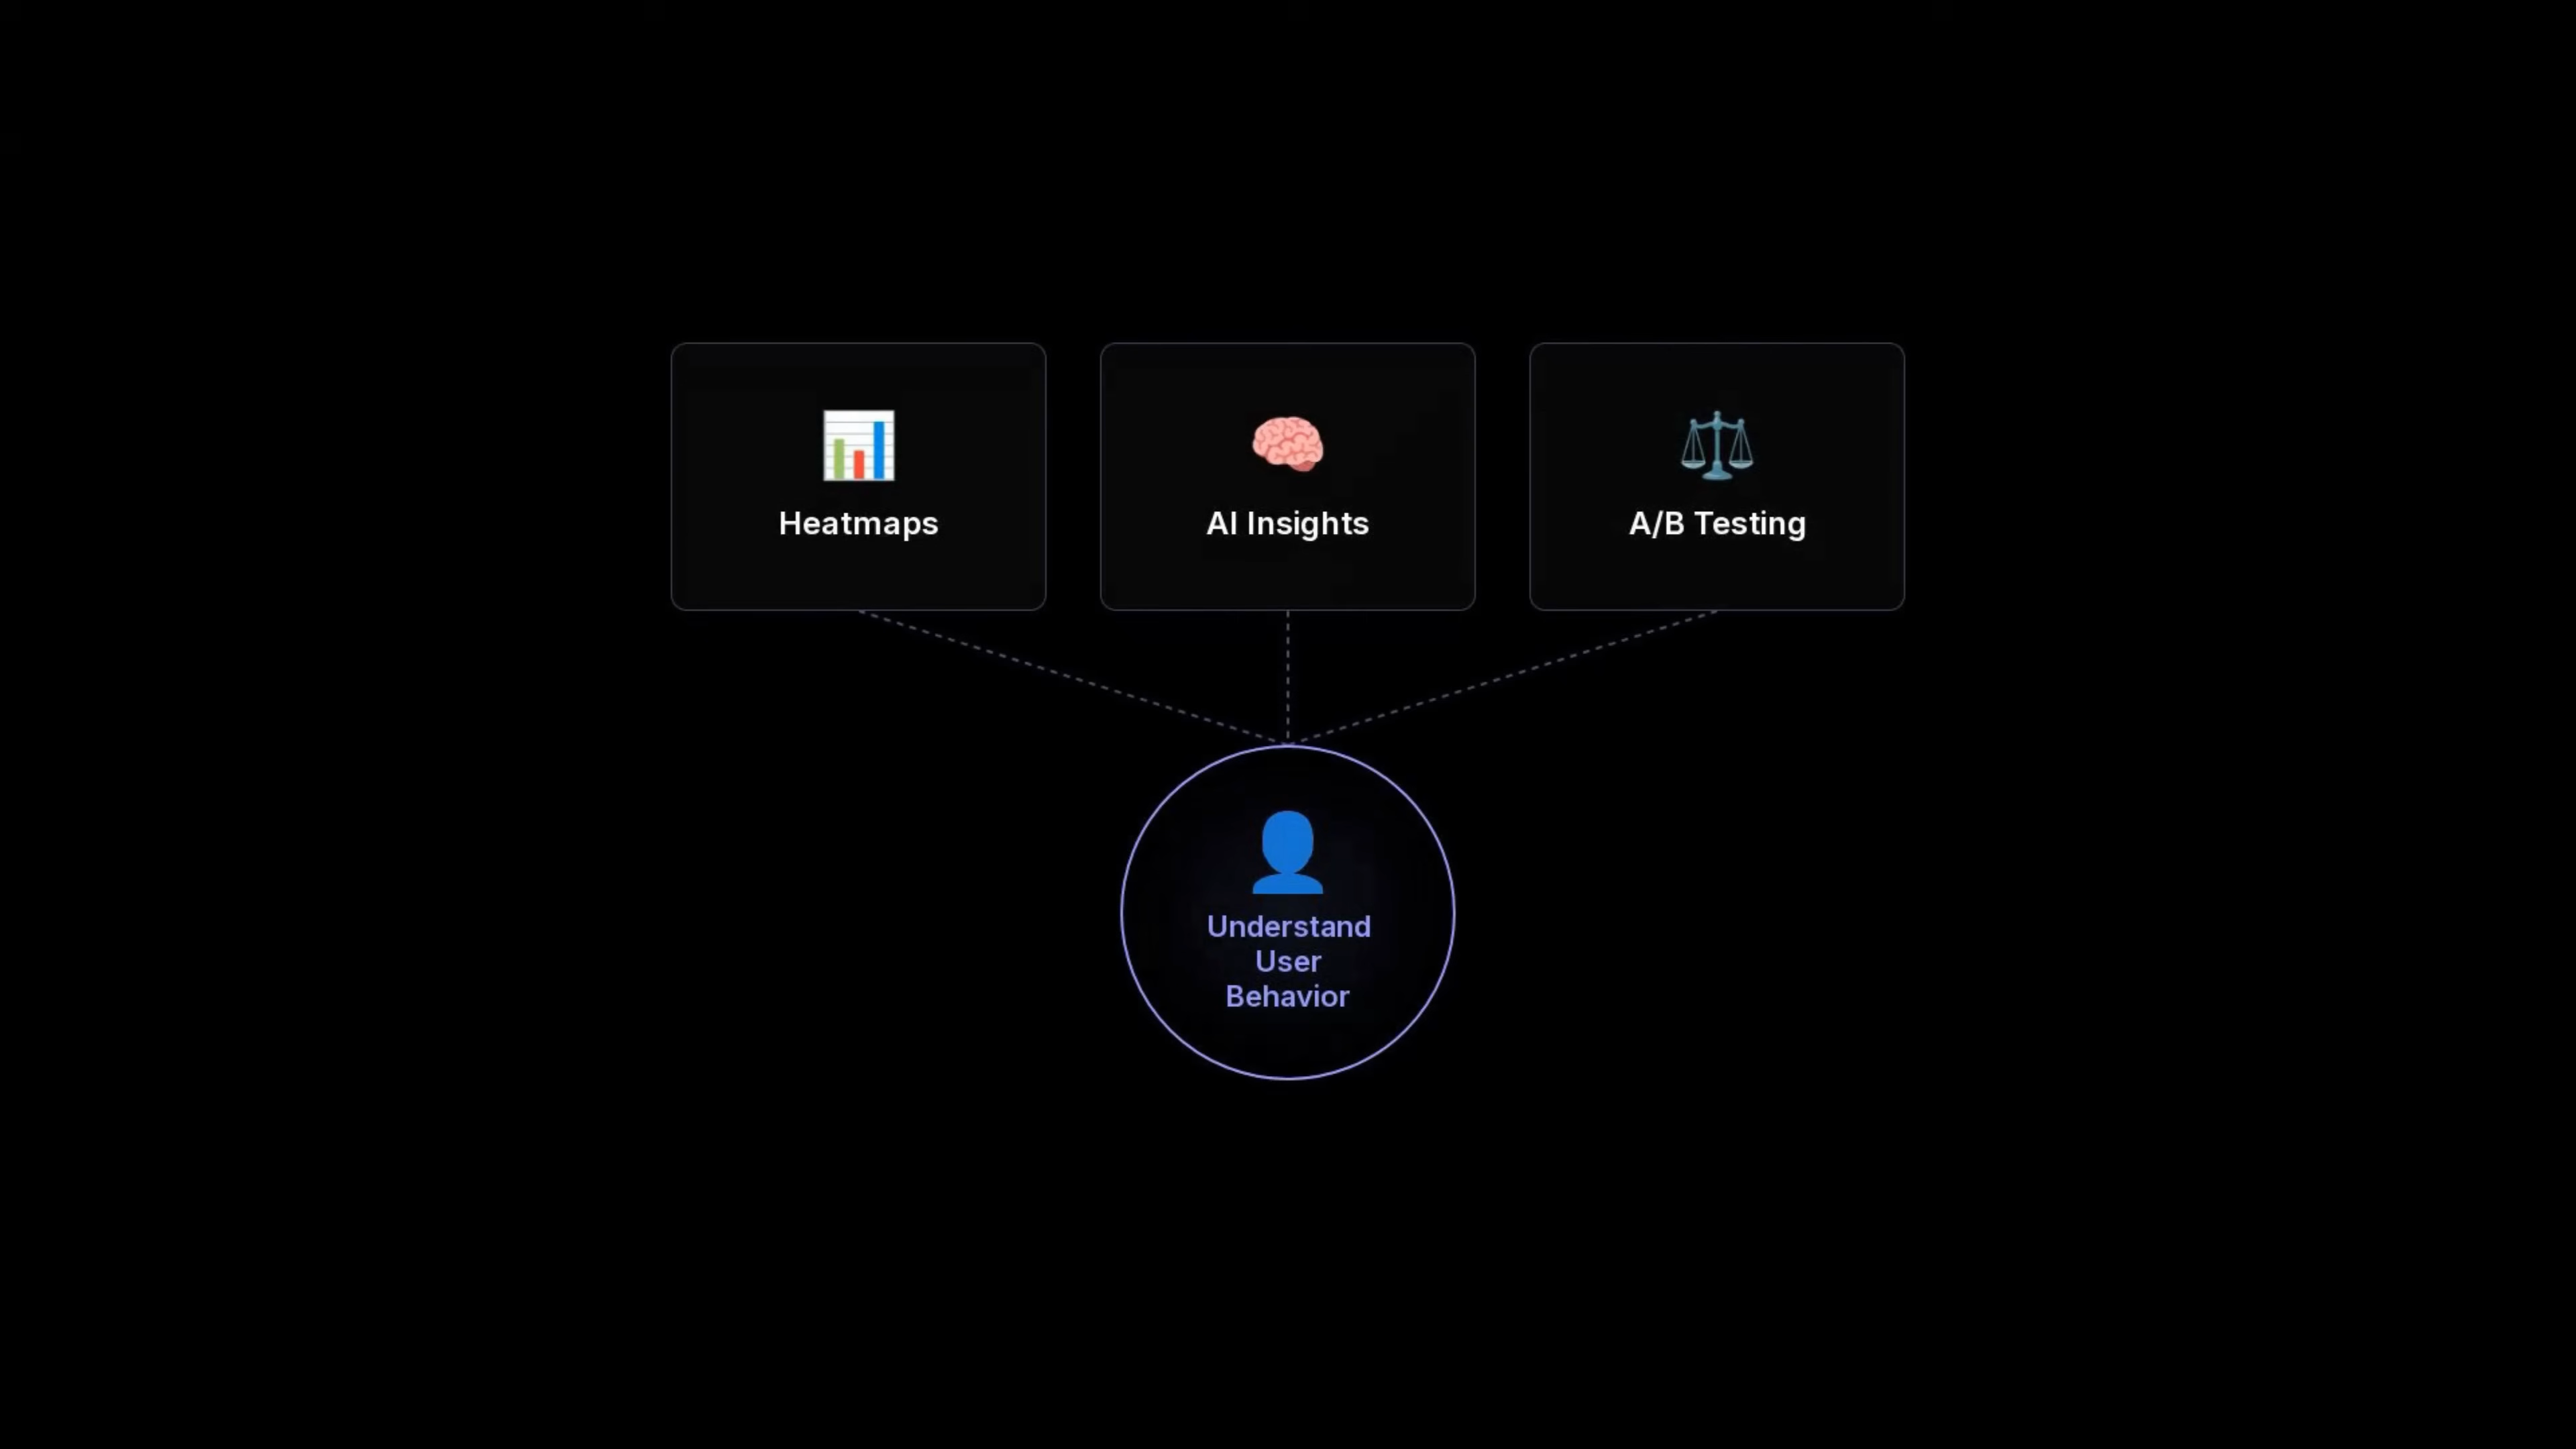 Heatmaps
AI Insights
A/B Testing
Understand
User
Behavior